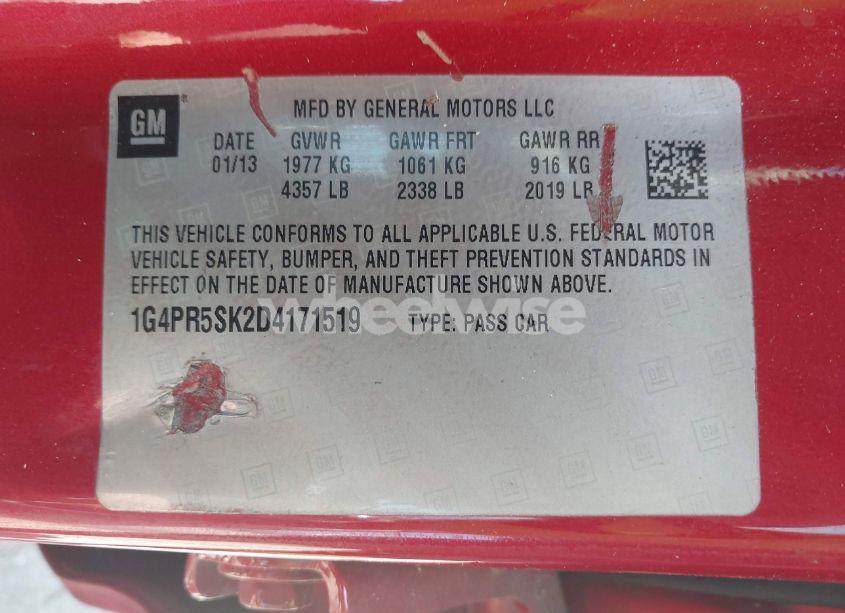 GM
MFD BY GENERAL MOTORS LLC
DATE GVWR GAWR FRT GAWR RR
01/13 1977 KG 1061 KG 916 KG
4357 LB 2338 LB 2019 LB
THIS VEHICLE CONFORMS TO ALL APPLICABLE U.S. FEDERAL MOTOR
VEHICLE SAFETY, BUMPER, AND THEFT PREVENTION STANDARDS IN
EFFECT ON THE DATE OF MANUFACTURE SHOWN ABOVE.
1G4PR5SK2D4171519 TYPE: PASS CAR
wheelwise